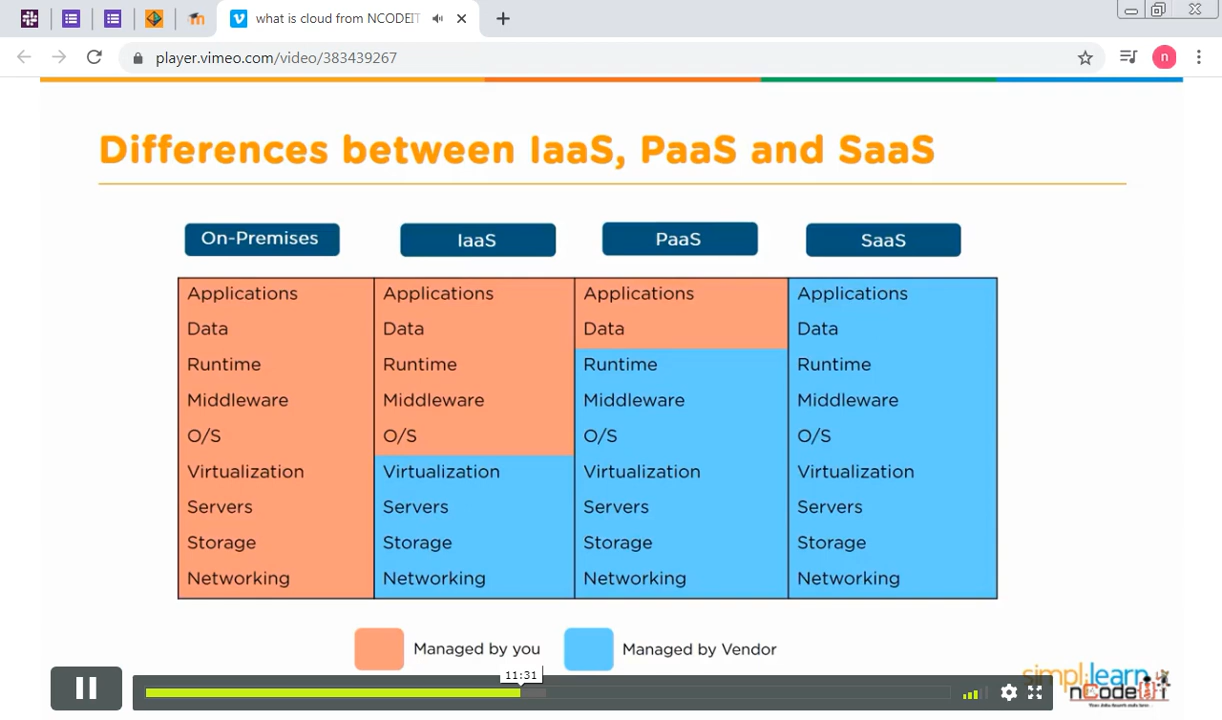 what is cloud from NCODEIT
player.vimeo.com/video/383439267
n
Differences between IaaS, PaaS and SaaS
On-Premises IaaS PaaS SaaS
Applications Applications Applications Applications
Data Data Data Data
Runtime Runtime Runtime Runtime
Middleware Middleware Middleware Middleware
O/S O/S O/S O/S
Virtualization Virtualization Virtualization Virtualization
Servers Servers Servers Servers
Storage Storage Storage Storage
Networking Networking Networking Networking
Managed by you Managed by Vendor
11:31
simplilearn